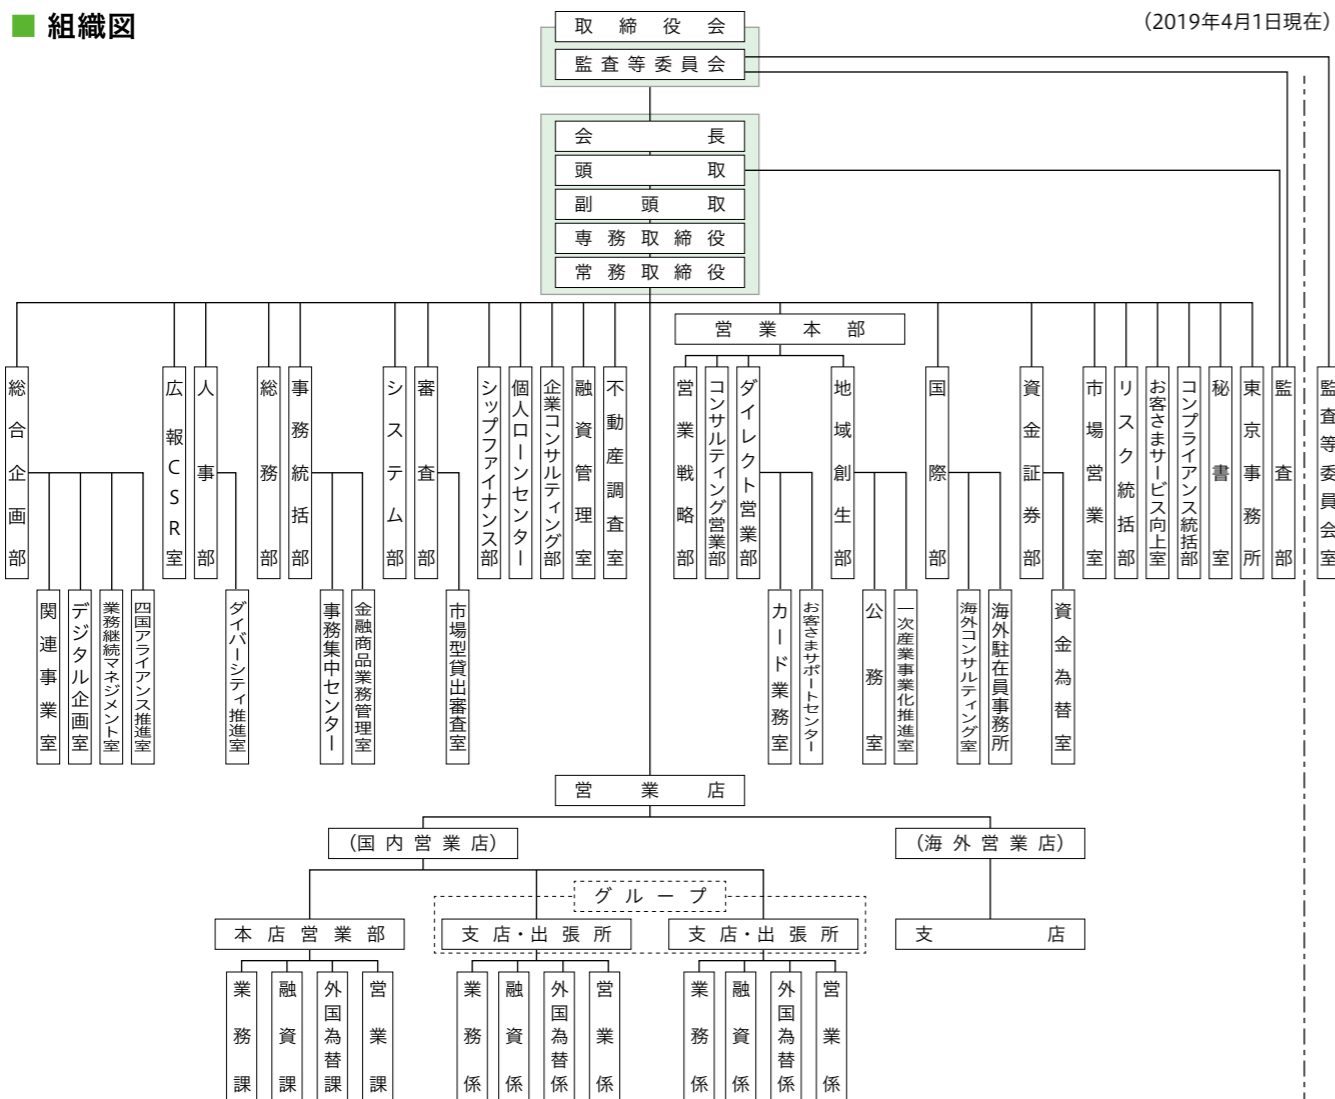 組織図
（2019年4月1日現在）
取締役会
監査等委員会
会長
頭取
副頭取
専務取締役
常務取締役
営業本部
総合企画部
広報CSR室
人事部
総務部
事務統括部
システム部
審査部
シップファイナンス部
個人ローンセンター
企業コンサルティング部
融資管理室
不動産調査室
営業戦略部
コンサルティング営業部
ダイレクト営業部
地域創生部
国際部
資金証券部
市場営業室
リスク統括部
お客さまサービス向上室
コンプライアンス統括部
秘書室
東京事務所
監査部
監査等委員会室
関連事業室
デジタル企画室
業務継続マネジメント室
四国アライアンス推進室
ダイバーシティ推進室
事務集中センター
金融商品業務管理室
市場型貸出審査室
カード業務室
お客さまサポートセンター
公務室
一次産業事業化推進室
海外コンサルティング室
海外駐在員事務所
資金為替室
営業店
（国内営業店）
（海外営業店）
グループ
本店営業部
支店・出張所
支店・出張所
支店
業務課
融資課
外国為替課
営業課
業務係
融資係
外国為替係
営業係
業務係
融資係
外国為替係
営業係